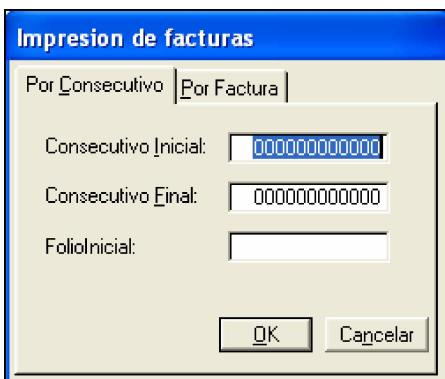 Impresion de facturas
Por Consecutivo Por Factura
Consecutivo Inicial: 000000000000
Consecutivo Final: 000000000000
FolioInicial:
OK Cancelar